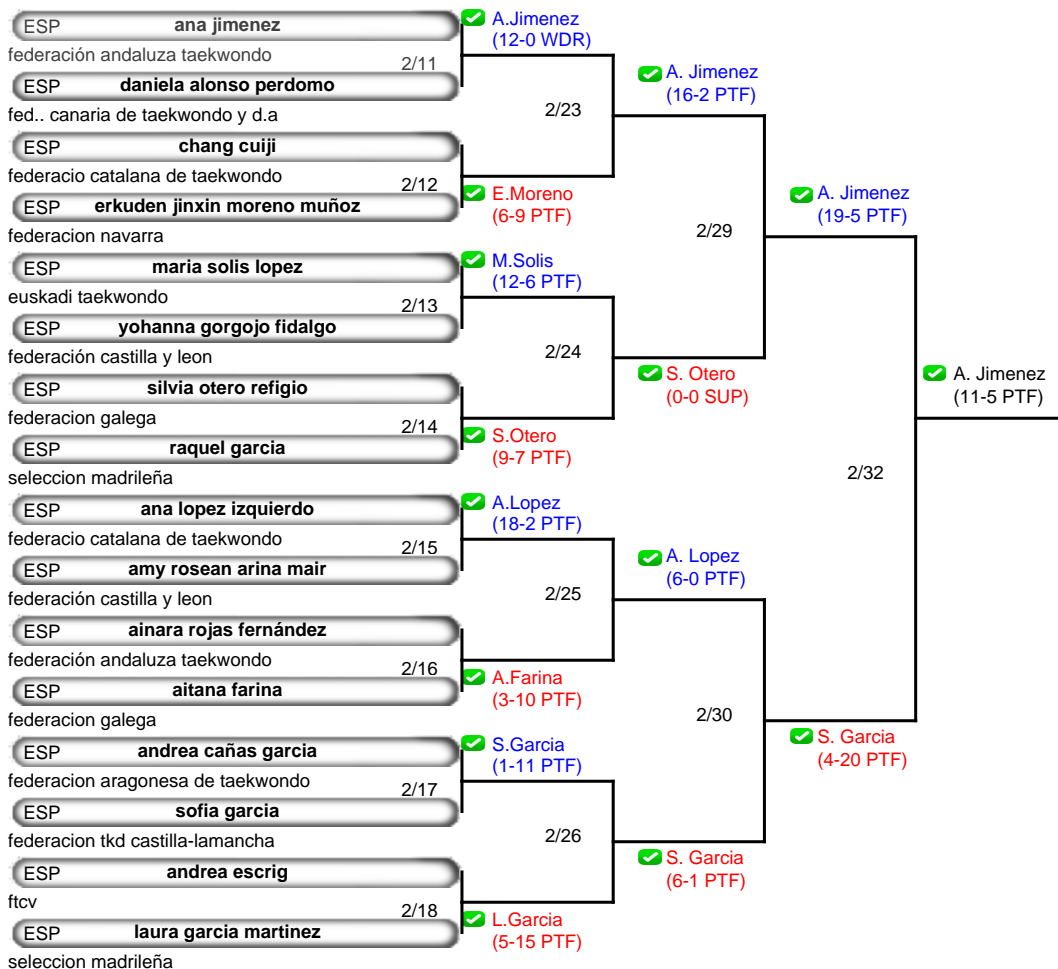 ESP ana jimenez
federación andaluza taekwondo
2/11
ESP daniela alonso perdomo
fed.. canaria de taekwondo y d.a
ESP chang cuiji
federacio catalana de taekwondo
2/12
ESP erkuden jinxin moreno muñoz
federacion navarra
ESP maria solis lopez
euskadi taekwondo
2/13
ESP yohanna gorgojo fidalgo
federación castilla y leon
ESP silvia otero refigio
federacion galega
2/14
ESP raquel garcia
seleccion madrileña
ESP ana lopez izquierdo
federacio catalana de taekwondo
2/15
ESP amy rosean arina mair
federación castilla y leon
ESP ainara rojas fernández
federación andaluza taekwondo
2/16
ESP aitana farina
federacion galega
ESP andrea cañas garcia
federacion aragonesa de taekwondo
2/17
ESP sofia garcia
federacion tkd castilla-lamancha
ESP andrea escrig
ftcv
2/18
ESP laura garcia martinez
seleccion madrileña
A.Jimenez
(12-0 WDR)
2/23
E.Moreno
(6-9 PTF)
M.Solis
(12-6 PTF)
2/24
S.Otero
(9-7 PTF)
A.Lopez
(18-2 PTF)
2/25
A.Farina
(3-10 PTF)
S.Garcia
(1-11 PTF)
2/26
L.Garcia
(5-15 PTF)
A. Jimenez
(16-2 PTF)
2/29
S. Otero
(0-0 SUP)
A. Lopez
(6-0 PTF)
2/30
S. Garcia
(6-1 PTF)
A. Jimenez
(19-5 PTF)
2/32
S. Garcia
(4-20 PTF)
A. Jimenez
(11-5 PTF)